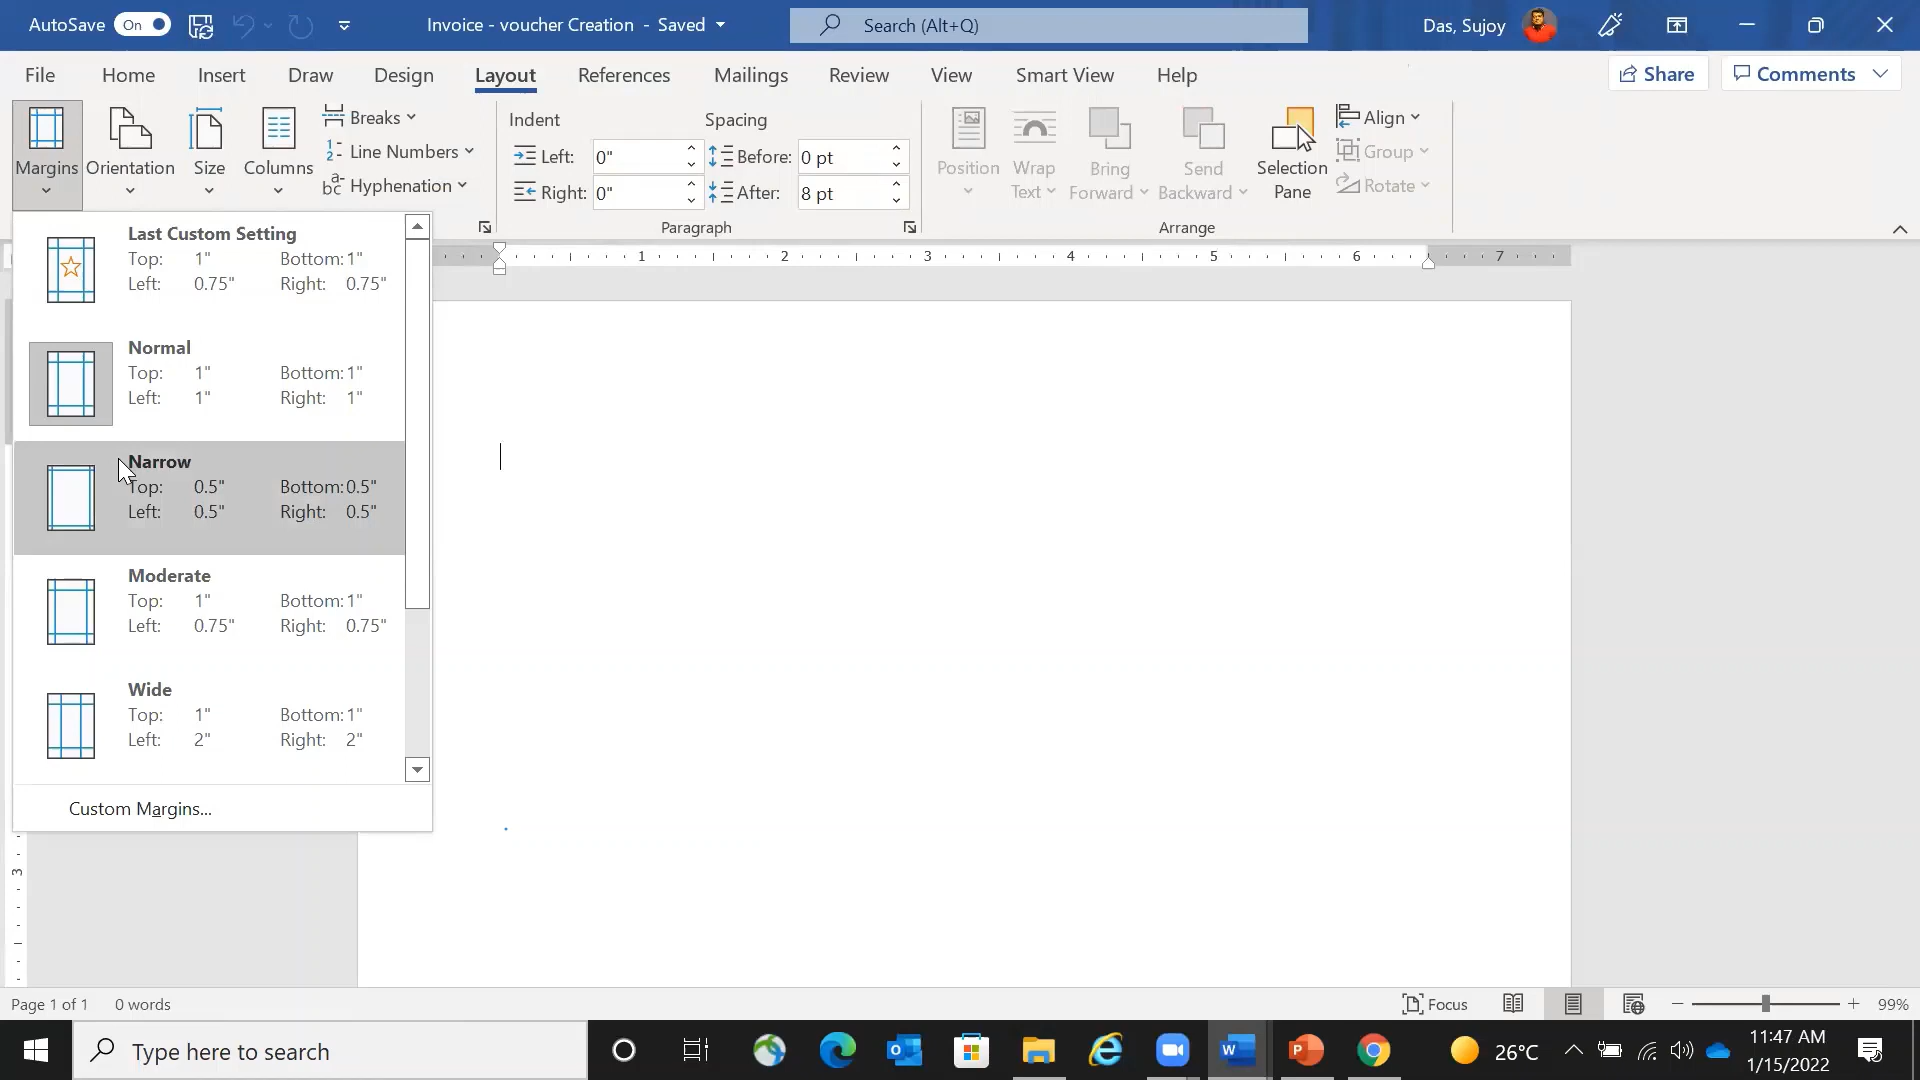 AutoSave On Invoice - voucher Creation - Saved Search (Alt+Q) Das, Sujoy
File Home Insert Draw Design Layout References Mailings Review View Smart View Help Share Comments
Margins Orientation Size Columns
Breaks
Line Numbers
Hyphenation
Indent
Left: 0"
Right: 0"
Spacing
Before: 0 pt
After: 8 pt
Paragraph
Position
Wrap Text
Bring Forward
Send Backward
Selection Pane
Align
Group
Rotate
Arrange
1 2 3 4 5 6 7
Last Custom Setting
Top: 1" Bottom: 1"
Left: 0.75" Right: 0.75"
Normal
Top: 1" Bottom: 1"
Left: 1" Right: 1"
Narrow
Top: 0.5" Bottom: 0.5"
Left: 0.5" Right: 0.5"
Moderate
Top: 1" Bottom: 1"
Left: 0.75" Right: 0.75"
Wide
Top: 1" Bottom: 1"
Left: 2" Right: 2"
Custom Margins...
3
Page 1 of 1 0 words Focus 99%
Type here to search 26°C 11:47 AM
1/15/2022